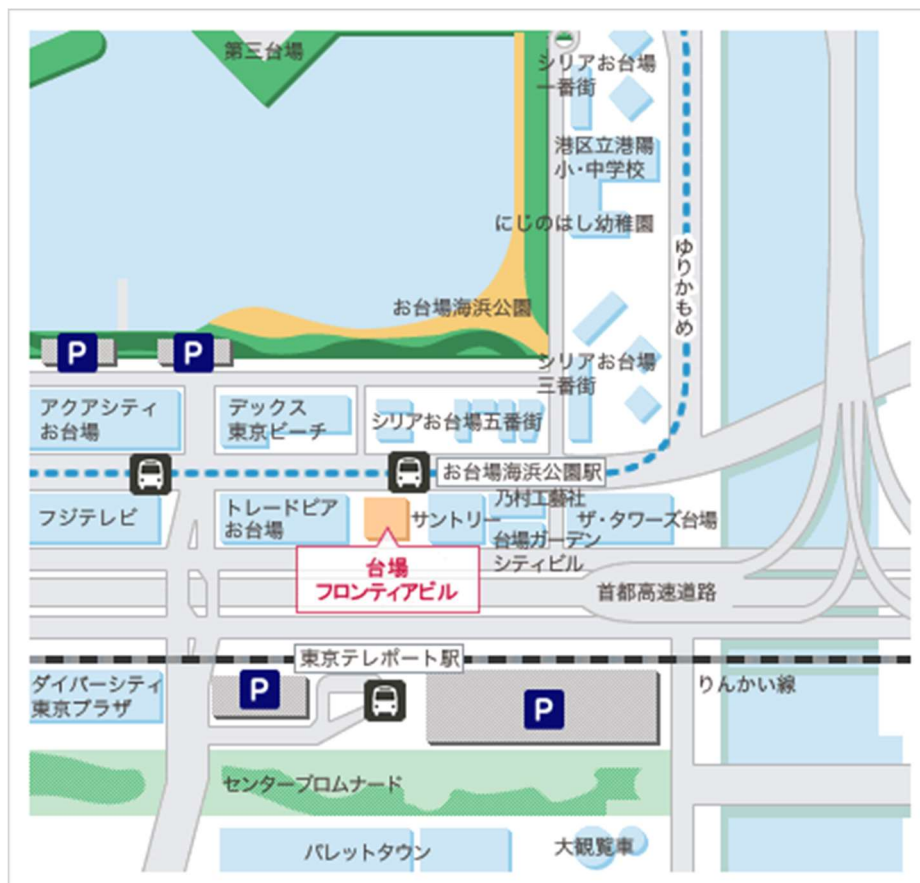 第三台場
シリアお台場
一番街
港区立港陽
小・中学校
にじのはし幼稚園
ゆりかもめ
お台場海浜公園
P
P
シリアお台場
三番街
アクアシティ
お台場
デックス
東京ビーチ
シリアお台場五番街
お台場海浜公園駅
フジテレビ
トレードピア
お台場
サントリー
乃村工藝社
ザ・タワーズ台場
台場ガーデン
シティビル
台場
フロンティアビル
首都高速道路
東京テレポート駅
りんかい線
ダイバーシティ
東京プラザ
P
P
センタープロムナード
パレットタウン
大観覧車